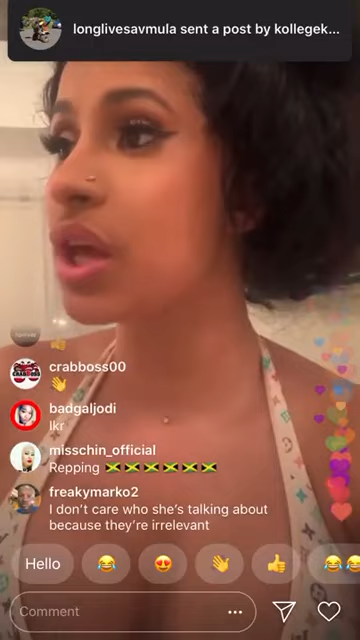 longlivesavmula sent a post by kollegek...
crabboss00
👋
badgaljodi
Ikr
misschin_official
Repping 🇯🇲🇯🇲🇯🇲🇯🇲🇯🇲🇯🇲
freakymarko2
I don't care who she's talking about
because they're irrelevant
Hello 😂 😍 👋 👍 😂😂
Comment ...